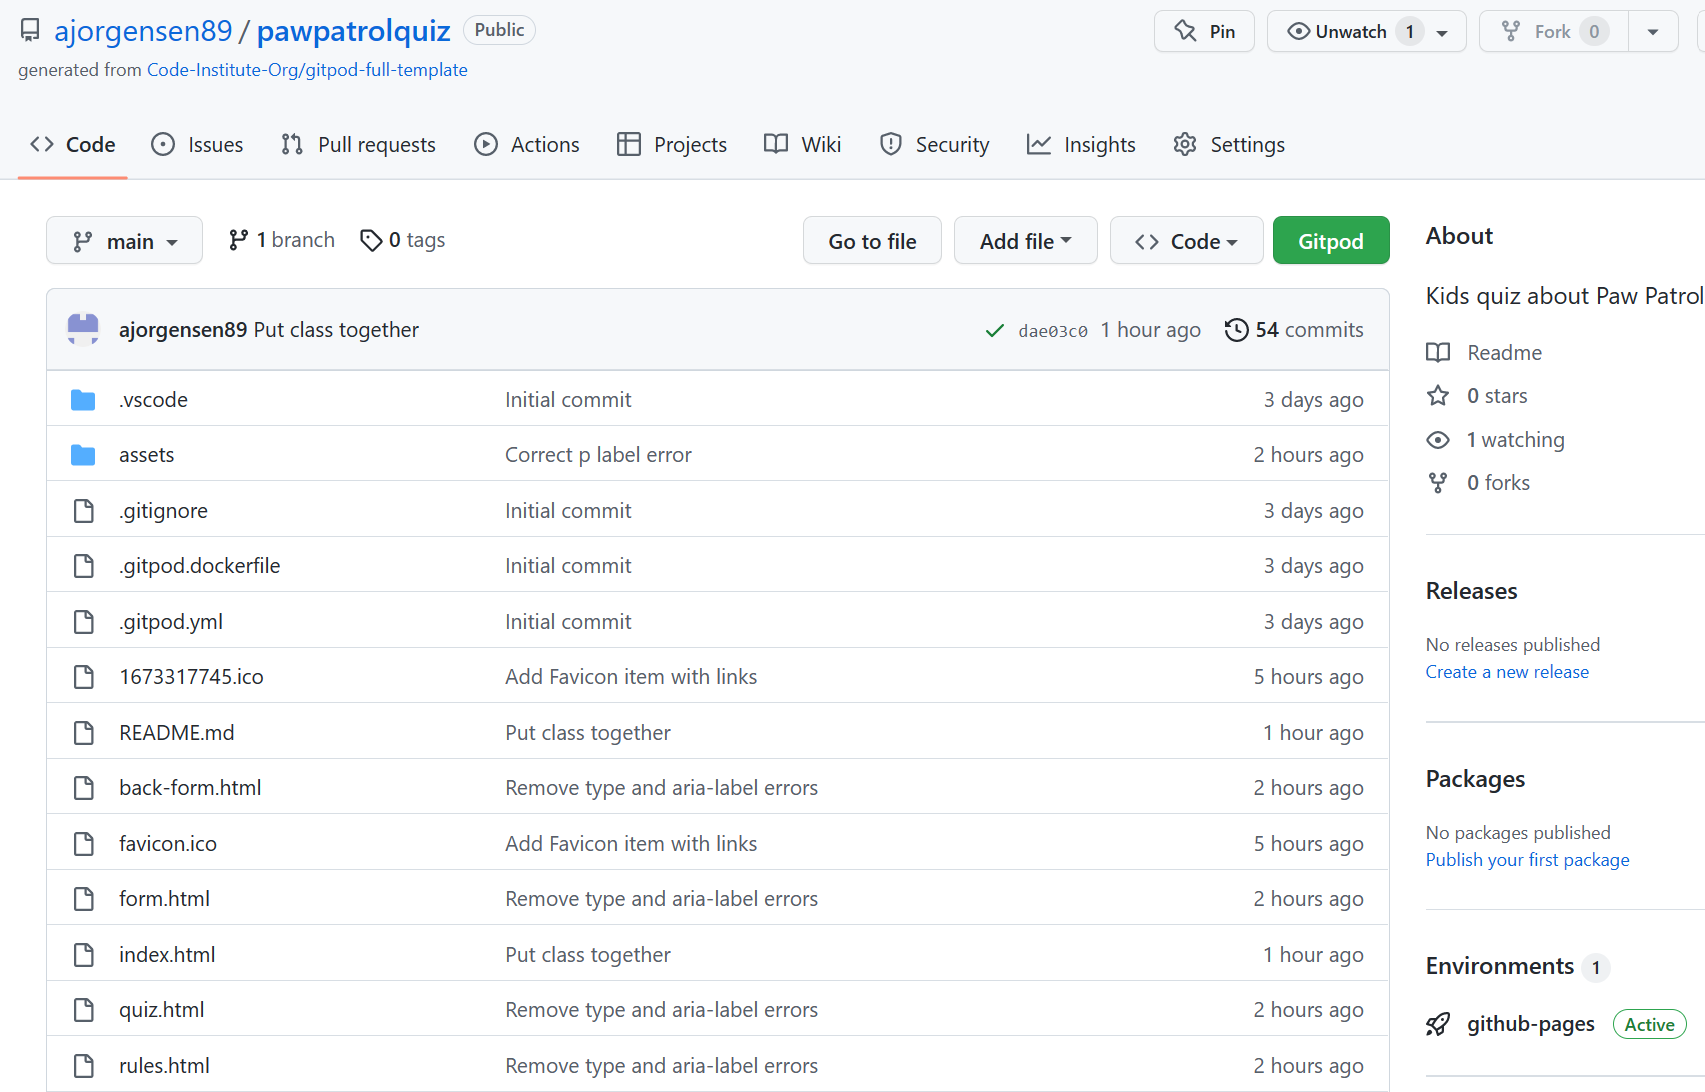 ajorgensen89 / pawpatrolquiz Public Pin Unwatch 1 Fork 0
generated from Code-Institute-Org/gitpod-full-template
Code Issues Pull requests Actions Projects Wiki Security Insights Settings
main 1 branch 0 tags Go to file Add file Code Gitpod
ajorgensen89 Put class together dae03c0 1 hour ago 54 commits
.vscode Initial commit 3 days ago
assets Correct p label error 2 hours ago
.gitignore Initial commit 3 days ago
.gitpod.dockerfile Initial commit 3 days ago
.gitpod.yml Initial commit 3 days ago
1673317745.ico Add Favicon item with links 5 hours ago
README.md Put class together 1 hour ago
back-form.html Remove type and aria-label errors 2 hours ago
favicon.ico Add Favicon item with links 5 hours ago
form.html Remove type and aria-label errors 2 hours ago
index.html Put class together 1 hour ago
quiz.html Remove type and aria-label errors 2 hours ago
rules.html Remove type and aria-label errors 2 hours ago
About
Kids quiz about Paw Patrol
Readme
0 stars
1 watching
0 forks
Releases
No releases published
Create a new release
Packages
No packages published
Publish your first package
Environments 1
github-pages Active